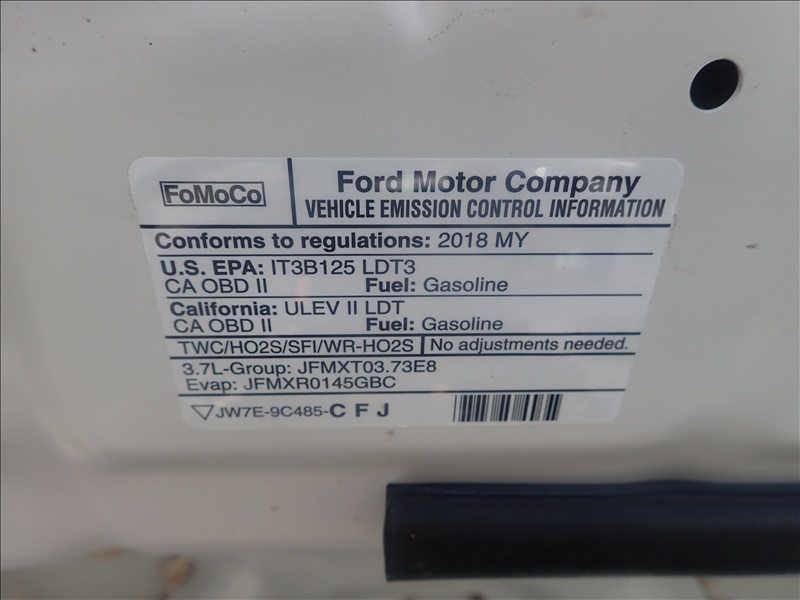 FoMoCo
Ford Motor Company
VEHICLE EMISSION CONTROL INFORMATION
Conforms to regulations: 2018 MY
U.S. EPA: IT3B125 LDT3
CA OBD II Fuel: Gasoline
California: ULEV II LDT
CA OBD II Fuel: Gasoline
TWC/HO2S/SFI/WR-HO2S No adjustments needed.
3.7L-Group: JFMXT03.73E8
Evap: JFMXR0145GBC
JW7E-9C485-C F J